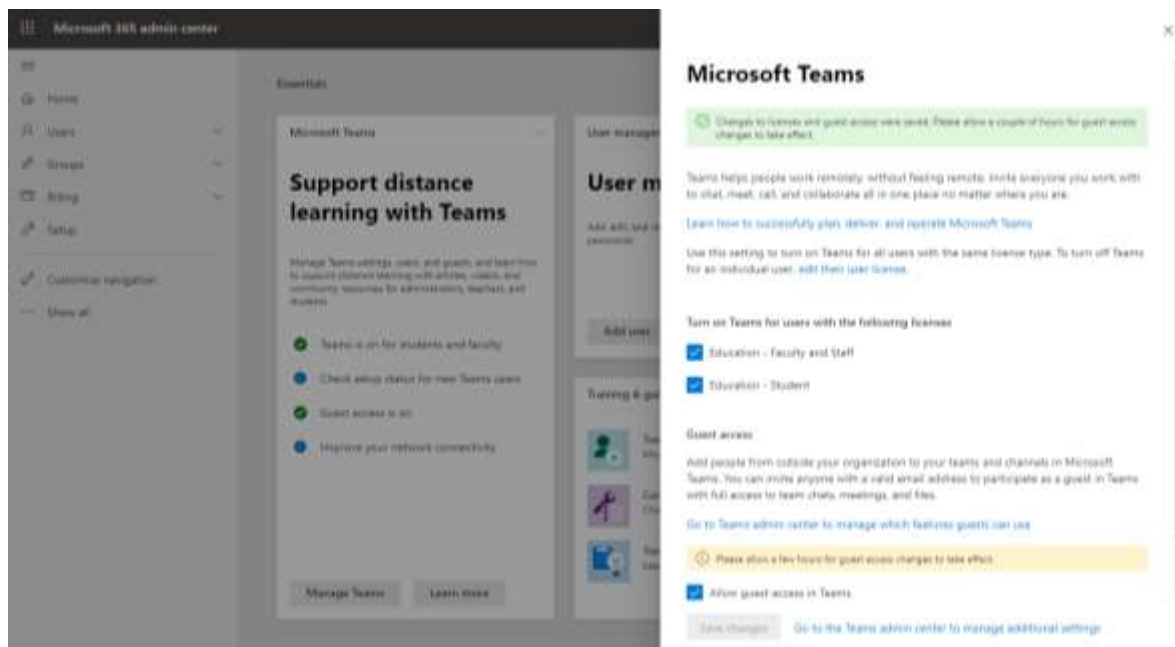 Microsoft 365 admin center
Home
Users
Groups
Billing
Setup
Customize navigation
Show all
Essentials
Microsoft Teams
Support distance
learning with Teams
Manage Teams settings, users, and guests, and learn how
to support distance learning with articles, videos, and
community resources for administrators, teachers, and
students.
Teams is on for students and faculty
Check setup status for new Teams users
Guest access is on
Improve your network connectivity
Manage Teams
Learn more
User manage
User m
Add, edit, and
Add user
Training & gui
Microsoft Teams
Changes to licenses and guest access were saved. Please allow a couple of hours for guest access
changes to take effect.
Teams helps people work remotely, without feeling remote. Invite everyone you work with
to chat, meet, call, and collaborate all in one place no matter where you are.
Learn how to successfully plan, deliver, and operate Microsoft Teams
Use this setting to turn on Teams for all users with the same license type. To turn off Teams
for an individual user, edit their user license.
Turn on Teams for users with the following licenses
Education - Faculty and Staff
Education - Student
Guest access
Add people from outside your organization to your teams and channels in Microsoft
Teams. You can invite anyone with a valid email address to participate as a guest in Teams
with full access to team chats, meetings, and files.
Go to Teams admin center to manage which features guests can use
Please allow a few hours for guest access changes to take effect.
Allow guest access in Teams
Save changes
Go to the Teams admin center to manage additional settings